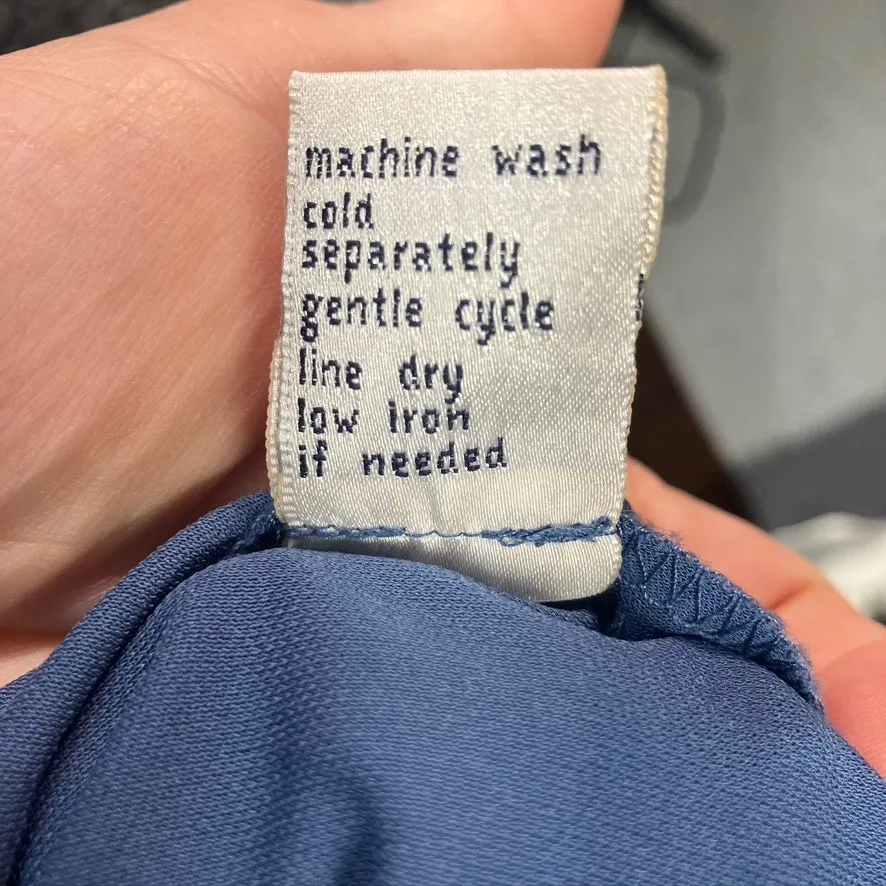 machine wash
cold
separately
gentle cycle
line dry
low iron
if needed